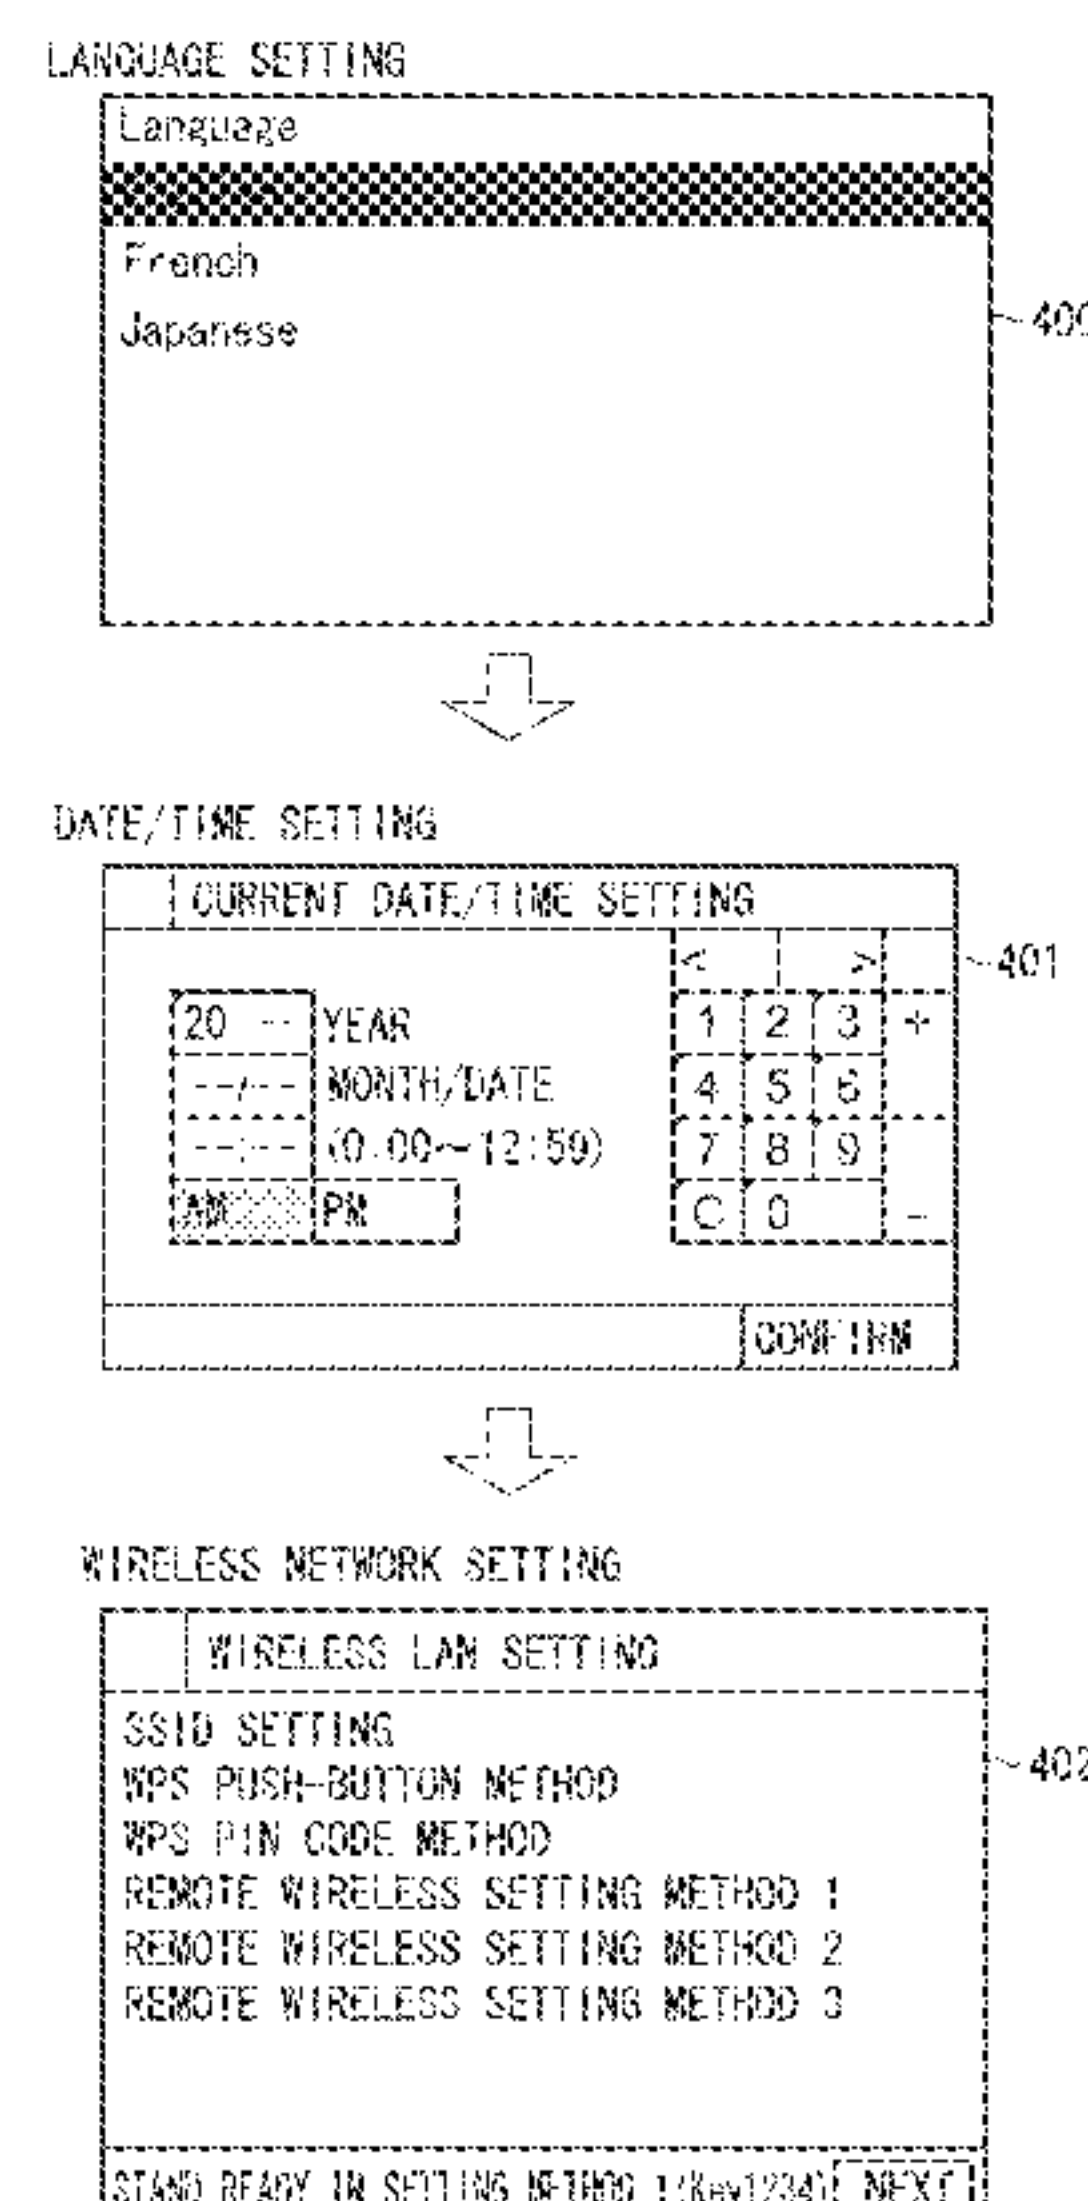 LANGUAGE SETTING
Language
French
Japanese
400
DATE/TIME SETTING
CURRENT DATE/TIME SETTING
< >
401
20 -- YEAR
1 2 3 +
--/-- MONTH/DATE
4 5 6
--:-- (0:00~12:59)
7 8 9
AM PM
C 0 -
CONFIRM
WIRELESS NETWORK SETTING
WIRELESS LAN SETTING
SSID SETTING
WPS PUSH-BUTTON METHOD
402
WPS PIN CODE METHOD
REMOTE WIRELESS SETTING METHOD 1
REMOTE WIRELESS SETTING METHOD 2
REMOTE WIRELESS SETTING METHOD 3
STAND READY IN SETTING METHOD 1(Key1234) NEXT